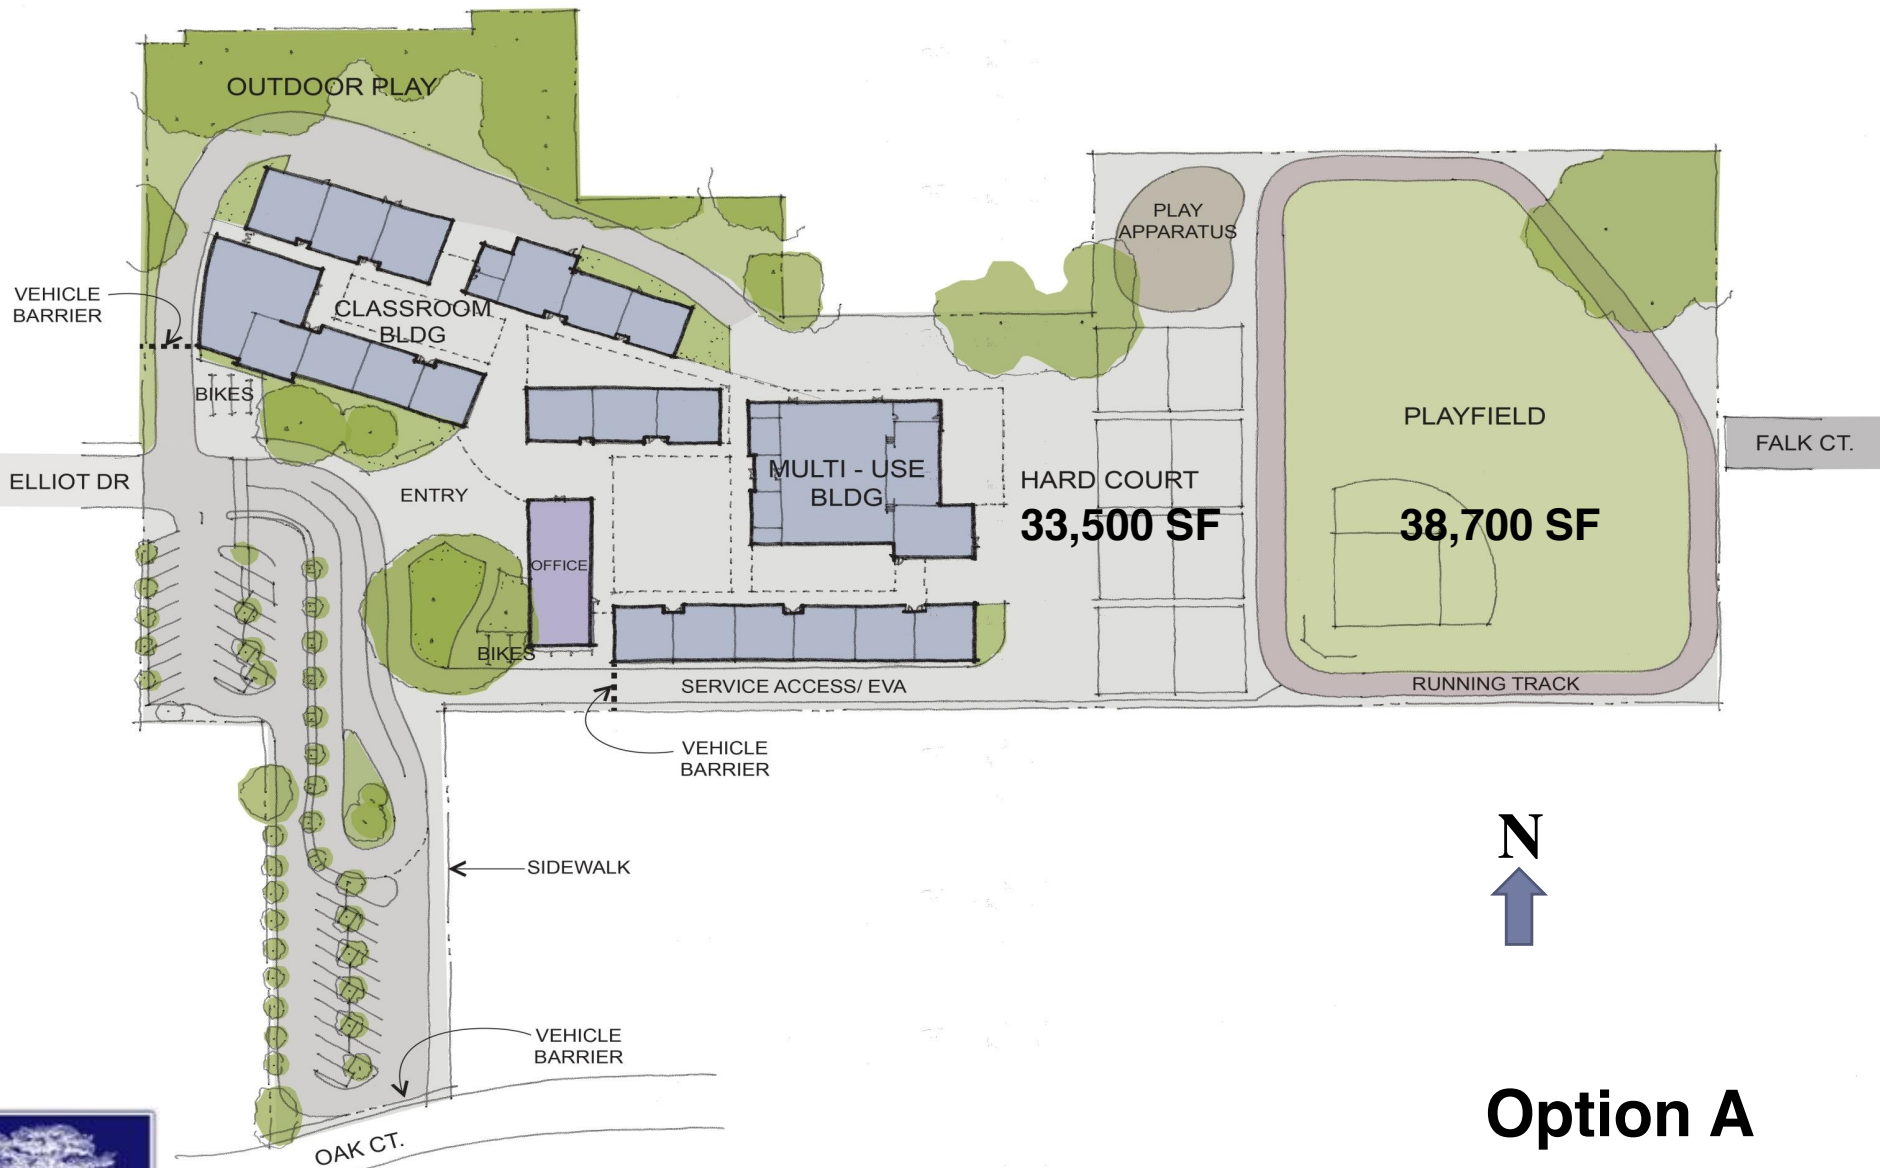 OUTDOOR PLAY
PLAY
APPARATUS
VEHICLE
BARRIER
CLASSROOM
BLDG
BIKES
PLAYFIELD
FALK CT.
ELLIOT DR
ENTRY
MULTI - USE
BLDG
HARD COURT
33,500 SF
38,700 SF
OFFICE
BIKES
SERVICE ACCESS/ EVA
RUNNING TRACK
VEHICLE
BARRIER
N
SIDEWALK
VEHICLE
BARRIER
OAK CT.
Option A